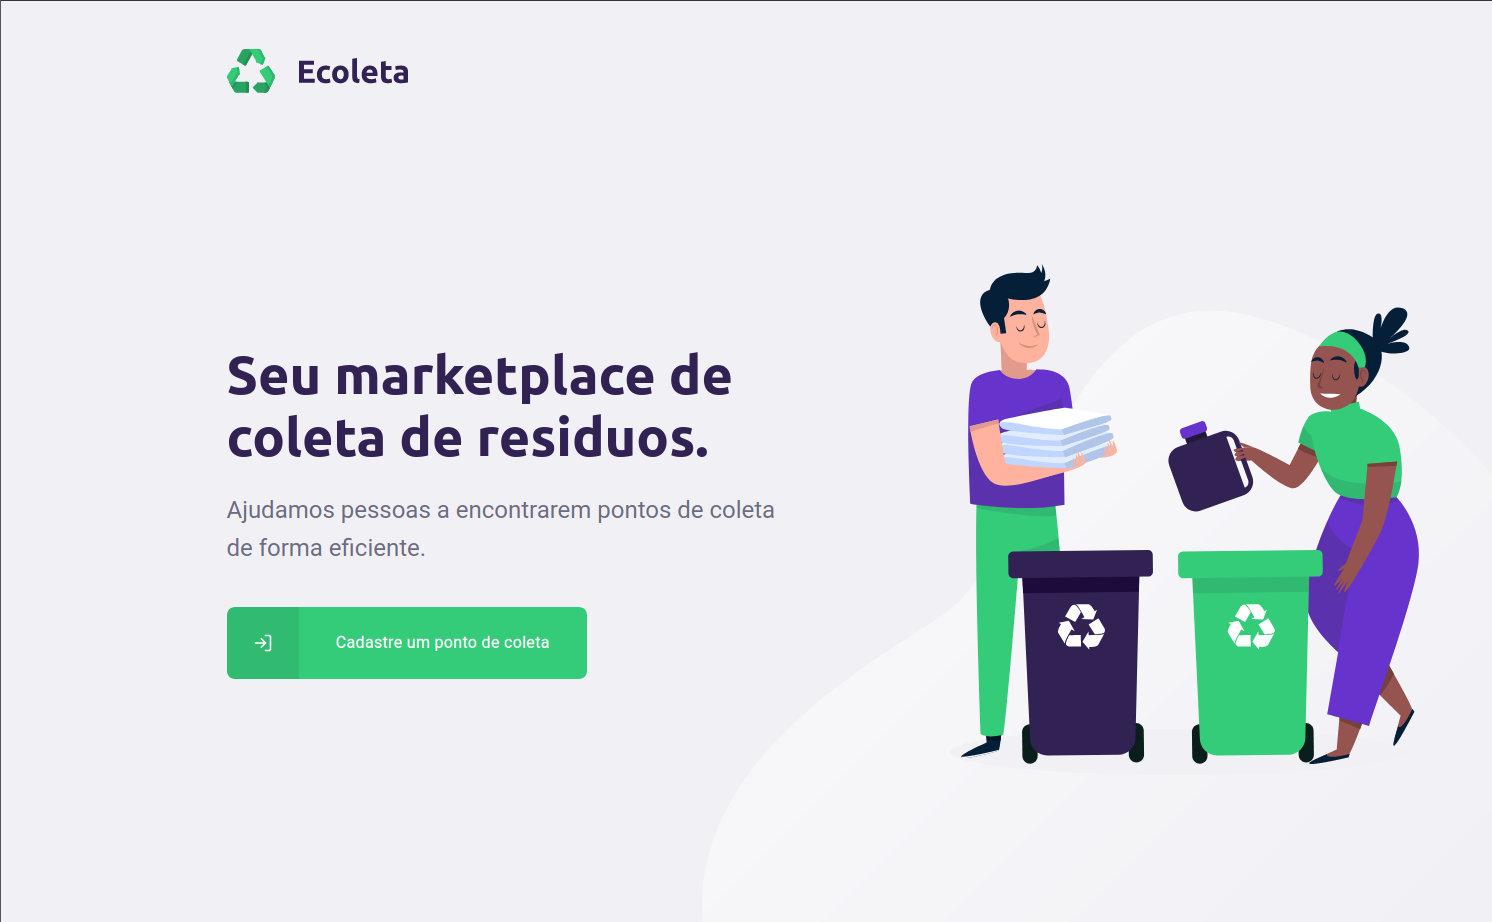 Ecoleta
Seu marketplace de
coleta de residuos.
Ajudamos pessoas a encontrarem pontos de coleta
de forma eficiente.
Cadastre um ponto de coleta